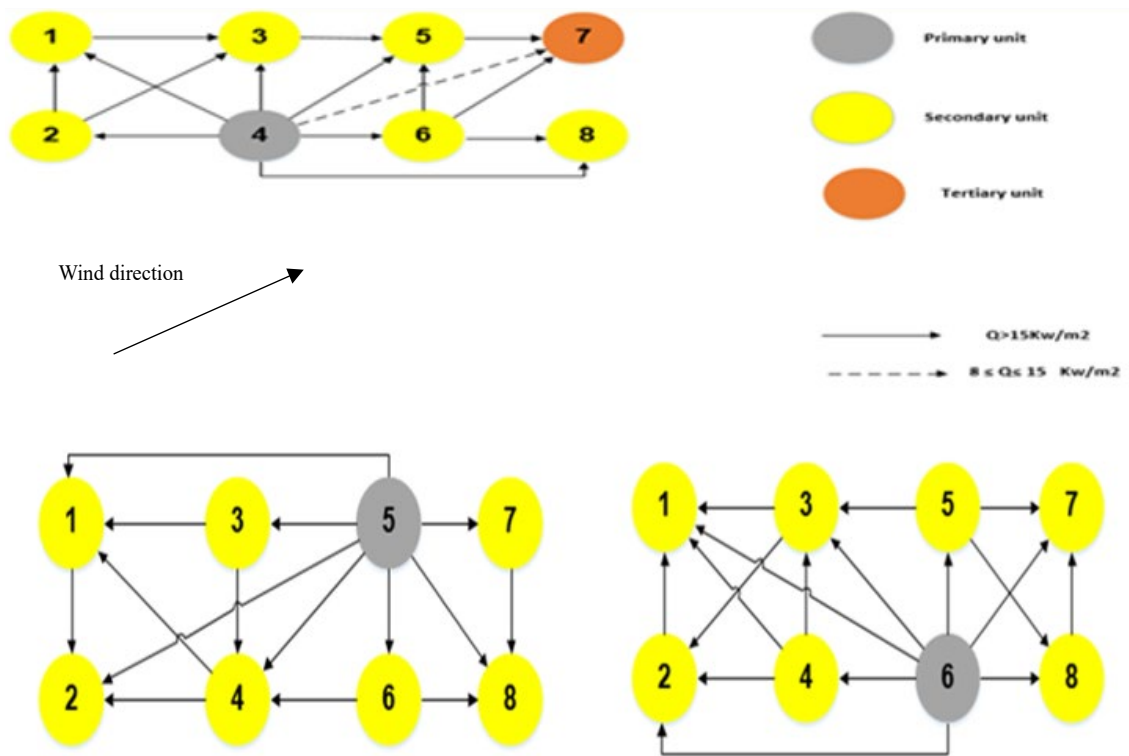 1 3 5 7
Primary unit
2 4 6 8
Secondary unit
Tertiary unit
Wind direction
Q>15Kw/m2
8 ≤ Q≤ 15 Kw/m2
1 3 5 7
2 4 6 8
1 3 5 7
2 4 6 8